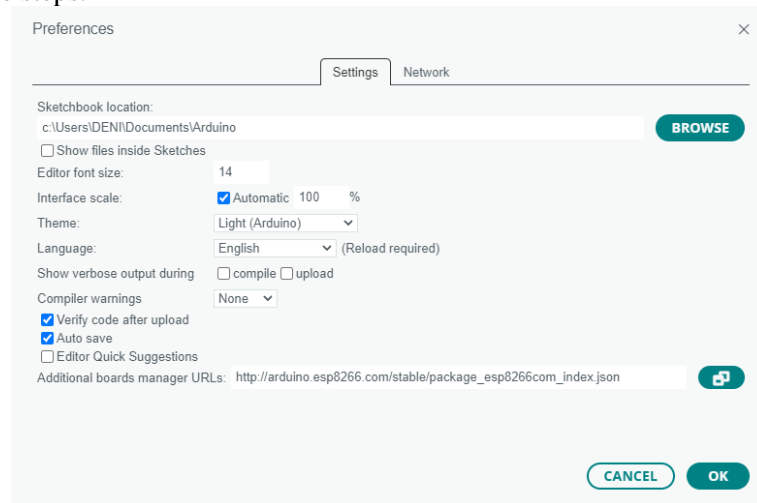 Preferences
Settings Network
Sketchbook location:
c:\Users\DENI\Documents\Arduino
BROWSE
Show files inside Sketches
Editor font size: 14
Interface scale: Automatic 100 %
Theme: Light (Arduino)
Language: English (Reload required)
Show verbose output during compile upload
Compiler warnings None
Verify code after upload
Auto save
Editor Quick Suggestions
Additional boards manager URLs: http://arduino.esp8266.com/stable/package_esp8266com_index.json
CANCEL OK